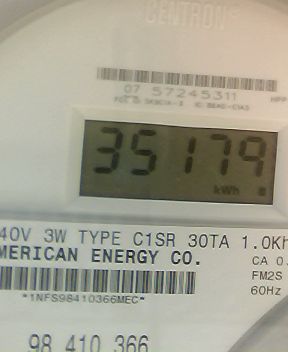 CENTRON®
07 57245311
35179
kWh
40V 3W TYPE C1SR 30TA 1.0Kh
MERICAN ENERGY CO.
CA 0.
FM2S
60Hz
*1NFS98410366MEC*
98 410 366